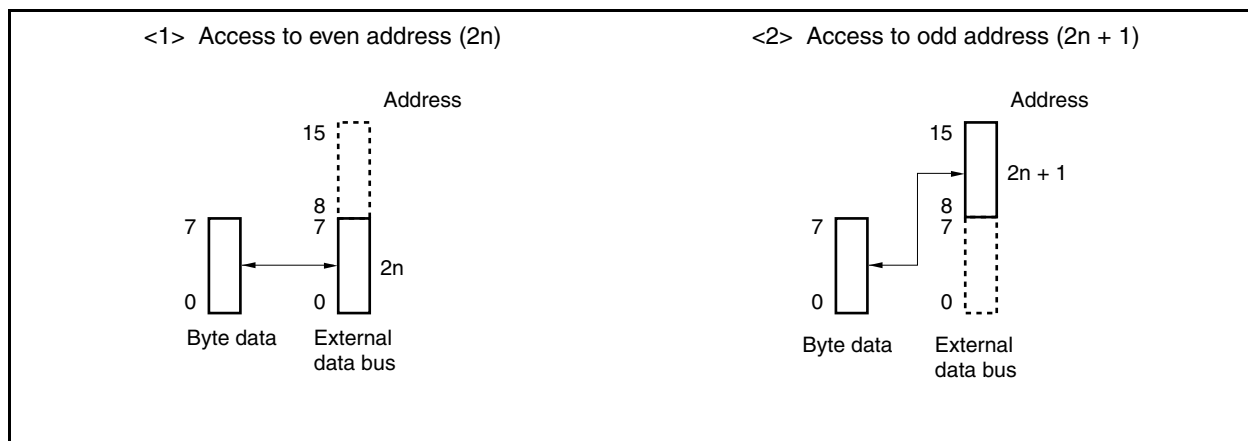 <1> Access to even address (2n)
Address
15
8
7
7
2n
0
0
Byte data
External
data bus
<2> Access to odd address (2n + 1)
Address
15
2n + 1
8
7
7
0
0
Byte data
External
data bus